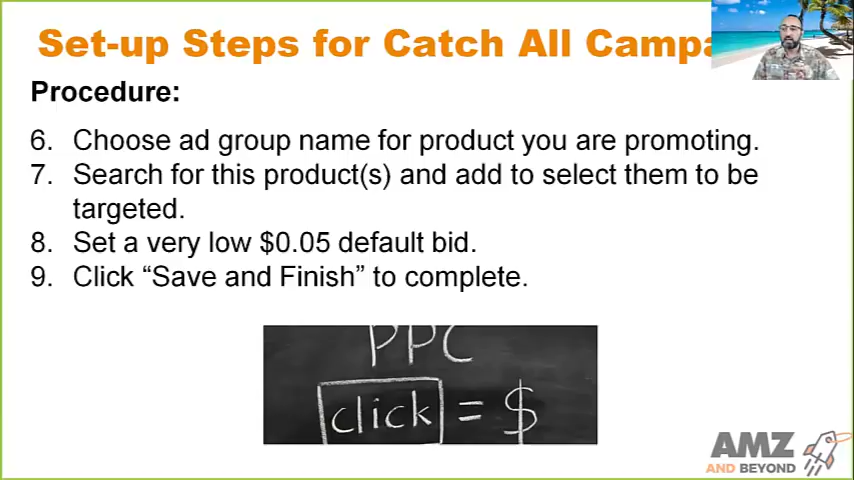 Set-up Steps for Catch All Campa
Procedure:
6. Choose ad group name for product you are promoting.
7. Search for this product(s) and add to select them to be
targeted.
8. Set a very low $0.05 default bid.
9. Click “Save and Finish” to complete.
PPC
click = $
AMZ
AND BEYOND